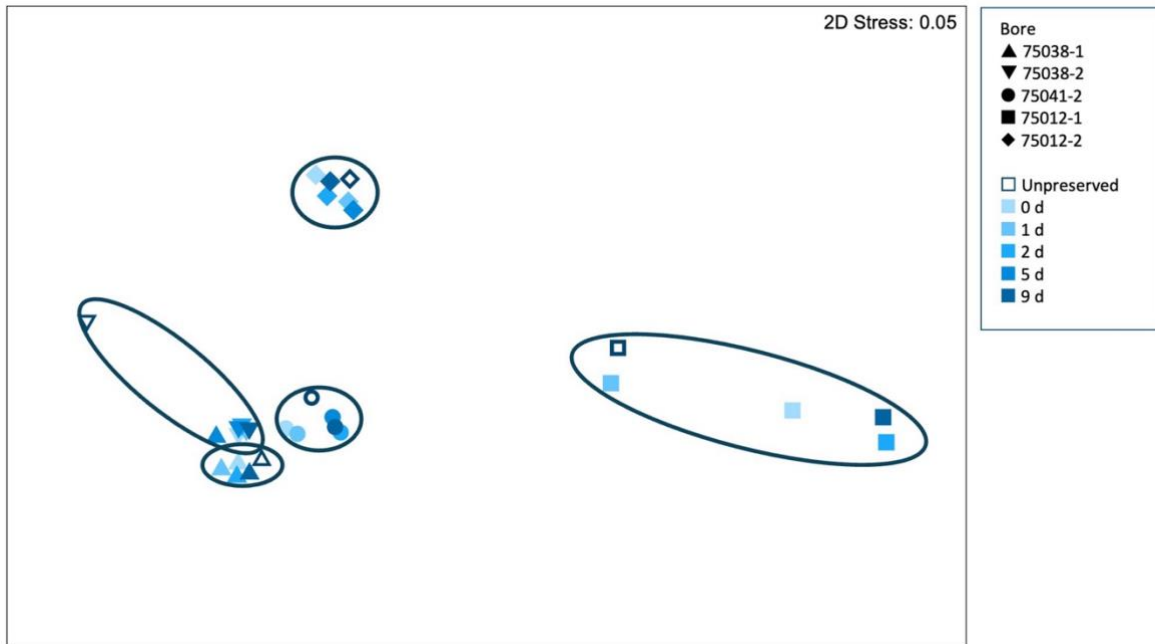 2D Stress: 0.05
Bore
75038-1
75038-2
75041-2
75012-1
75012-2
Unpreserved
0 d
1 d
2 d
5 d
9 d